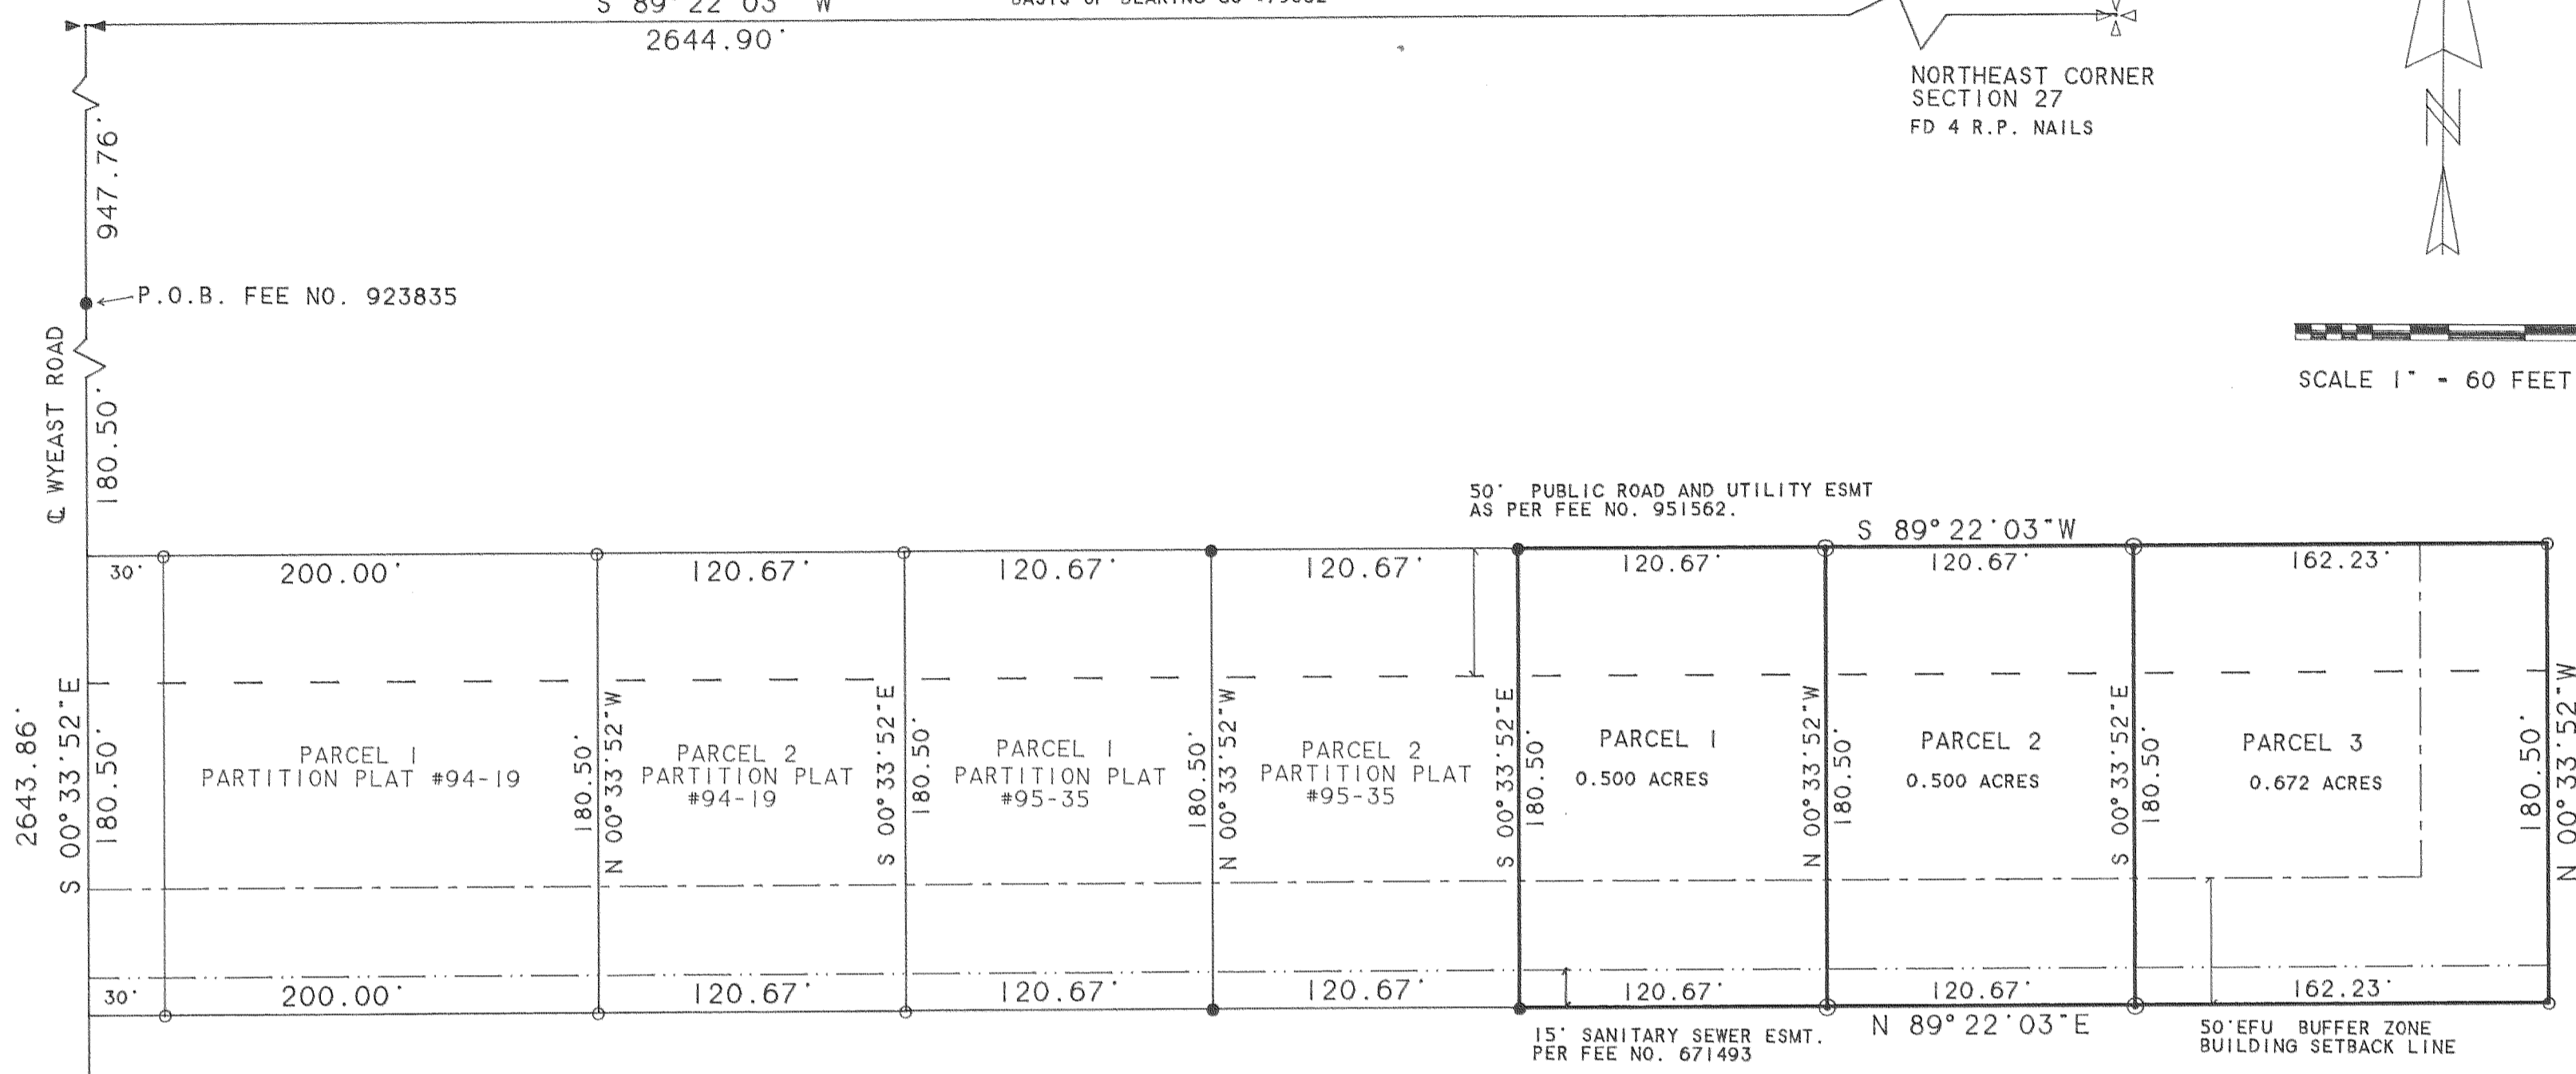 S 89°22'03" W
2644.90'
NORTHEAST CORNER
SECTION 27
FD 4 R.P. NAILS
N
947.76'
P.O.B. FEE NO. 923835
℄ WYEAST ROAD
180.50'
SCALE 1" - 60 FEET
50' PUBLIC ROAD AND UTILITY ESMT
AS PER FEE NO. 951562.
S 89°22'03"W
30'
200.00'
120.67'
120.67'
120.67'
120.67'
120.67'
162.23'
2643.86'
S 00°33'52"E
180.50'
PARCEL 1
PARTITION PLAT #94-19
180.50'
N 00°33'52"W
PARCEL 2
PARTITION PLAT
#94-19
S 00°33'52"E
180.50'
PARCEL 1
PARTITION PLAT
#95-35
180.50'
N 00°33'52"W
PARCEL 2
PARTITION PLAT
#95-35
S 00°33'52"E
180.50'
PARCEL 1
0.500 ACRES
N 00°33'52"W
180.50'
PARCEL 2
0.500 ACRES
S 00°33'52"E
180.50'
PARCEL 3
0.672 ACRES
180.50'
N 00°33'52"W
30'
200.00'
120.67'
120.67'
120.67'
120.67'
120.67'
162.23'
15' SANITARY SEWER ESMT.
PER FEE NO. 671493
N 89°22'03"E
50'EFU BUFFER ZONE
BUILDING SETBACK LINE